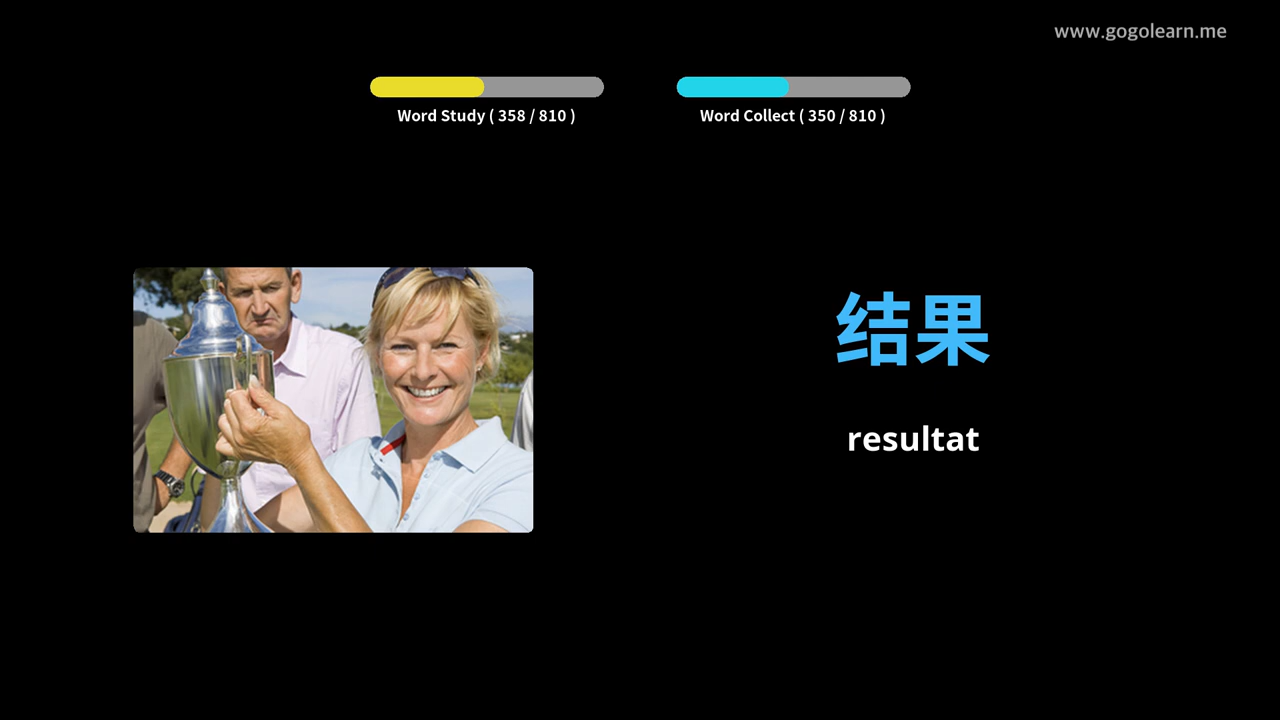 www.gogolearn.me
Word Study ( 358 / 810 )
Word Collect ( 350 / 810 )
结果
resultat